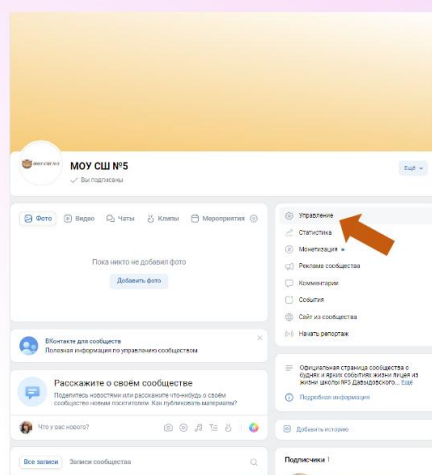 МОУ СШ №5
Вы подписаны
Ещё
Фото
Видео
Чаты
Клипы
Мероприятия
Пока никто не добавил фото
Добавить фото
ВКонтакте для сообществ
Полезная информация по управлению сообществом
Расскажите о своём сообществе
Поделитесь новостями или расскажите что-нибудь о своём
сообществе новым посетителям. Как публиковать материалы?
Что у вас нового?
Все записи
Записи сообщества
Управление
Статистика
Монетизация
Реклама сообщества
Комментарии
События
Сайт из сообщества
Начать репортаж
Официальная страница сообщества о
буднях и ярких событиях жизни лицея из
жизни школы №5 Давыдовского... Ещё
Подробная информация
Добавить историю
Подписчики 1